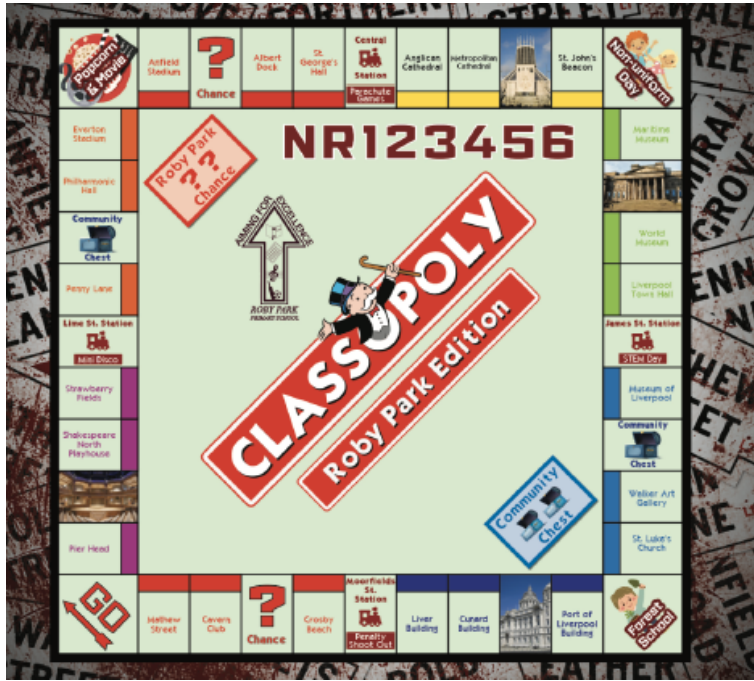 Popcorn
& Movie
Anfield
Stadium
?
Chance
Albert
Dock
St.
George's
Hall
Central
Station
Parachute
Games
Anglican
Cathedral
Metropolitan
Cathedral
St. John's
Beacon
Non-uniform
Day
Everton
Stadium
Philharmonic
Hall
Community
Chest
Penny Lane
Lime St. Station
Mini Disco
Strawberry
Fields
Shakespeare
North
Playhouse
Pier Head
Roby Park
? ?
Chance
NR123456
AIMING FOR
EXCELLENCE
ROBY PARK
PRIMARY SCHOOL
CLASSOPOLY
Roby Park Edition
Community
Chest
Maritime
Museum
World
Museum
Liverpool
Town Hall
James St. Station
STEM Day
Museum of
Liverpool
Community
Chest
Walker Art
Gallery
St. Luke's
Church
GO
Mathew
Street
Cavern
Club
?
Chance
Crosby
Beach
Moorfields
St.
Station
Penalty
Shoot Out
Liver
Building
Cunard
Building
Port of
Liverpool
Building
Forest
School